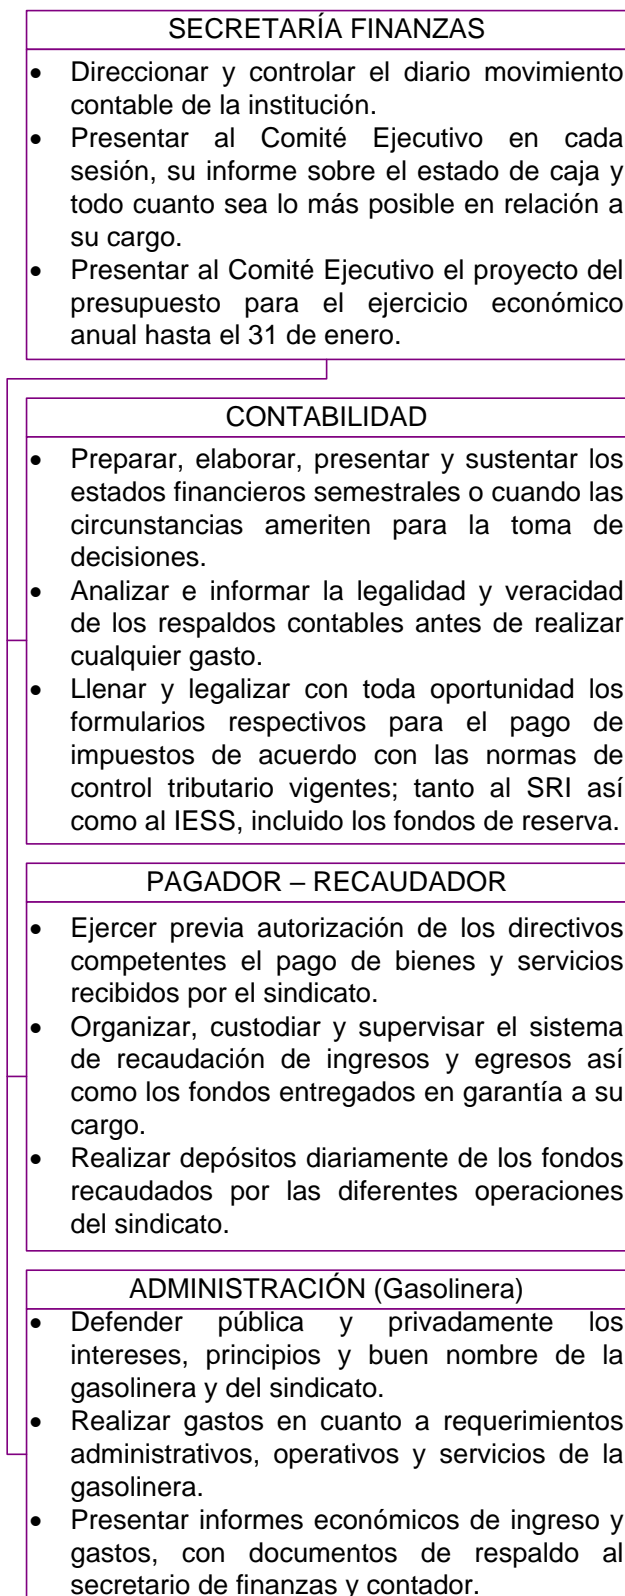 SECRETARÍA FINANZAS
• Direccionar y controlar el diario movimiento
contable de la institución.
• Presentar al Comité Ejecutivo en cada
sesión, su informe sobre el estado de caja y
todo cuanto sea lo más posible en relación a
su cargo.
• Presentar al Comité Ejecutivo el proyecto del
presupuesto para el ejercicio económico
anual hasta el 31 de enero.
CONTABILIDAD
• Preparar, elaborar, presentar y sustentar los
estados financieros semestrales o cuando las
circunstancias ameriten para la toma de
decisiones.
• Analizar e informar la legalidad y veracidad
de los respaldos contables antes de realizar
cualquier gasto.
• Llenar y legalizar con toda oportunidad los
formularios respectivos para el pago de
impuestos de acuerdo con las normas de
control tributario vigentes; tanto al SRI así
como al IESS, incluido los fondos de reserva.
PAGADOR – RECAUDADOR
• Ejercer previa autorización de los directivos
competentes el pago de bienes y servicios
recibidos por el sindicato.
• Organizar, custodiar y supervisar el sistema
de recaudación de ingresos y egresos así
como los fondos entregados en garantía a su
cargo.
• Realizar depósitos diariamente de los fondos
recaudados por las diferentes operaciones
del sindicato.
ADMINISTRACIÓN (Gasolinera)
• Defender pública y privadamente los
intereses, principios y buen nombre de la
gasolinera y del sindicato.
• Realizar gastos en cuanto a requerimientos
administrativos, operativos y servicios de la
gasolinera.
• Presentar informes económicos de ingreso y
gastos, con documentos de respaldo al
secretario de finanzas y contador.